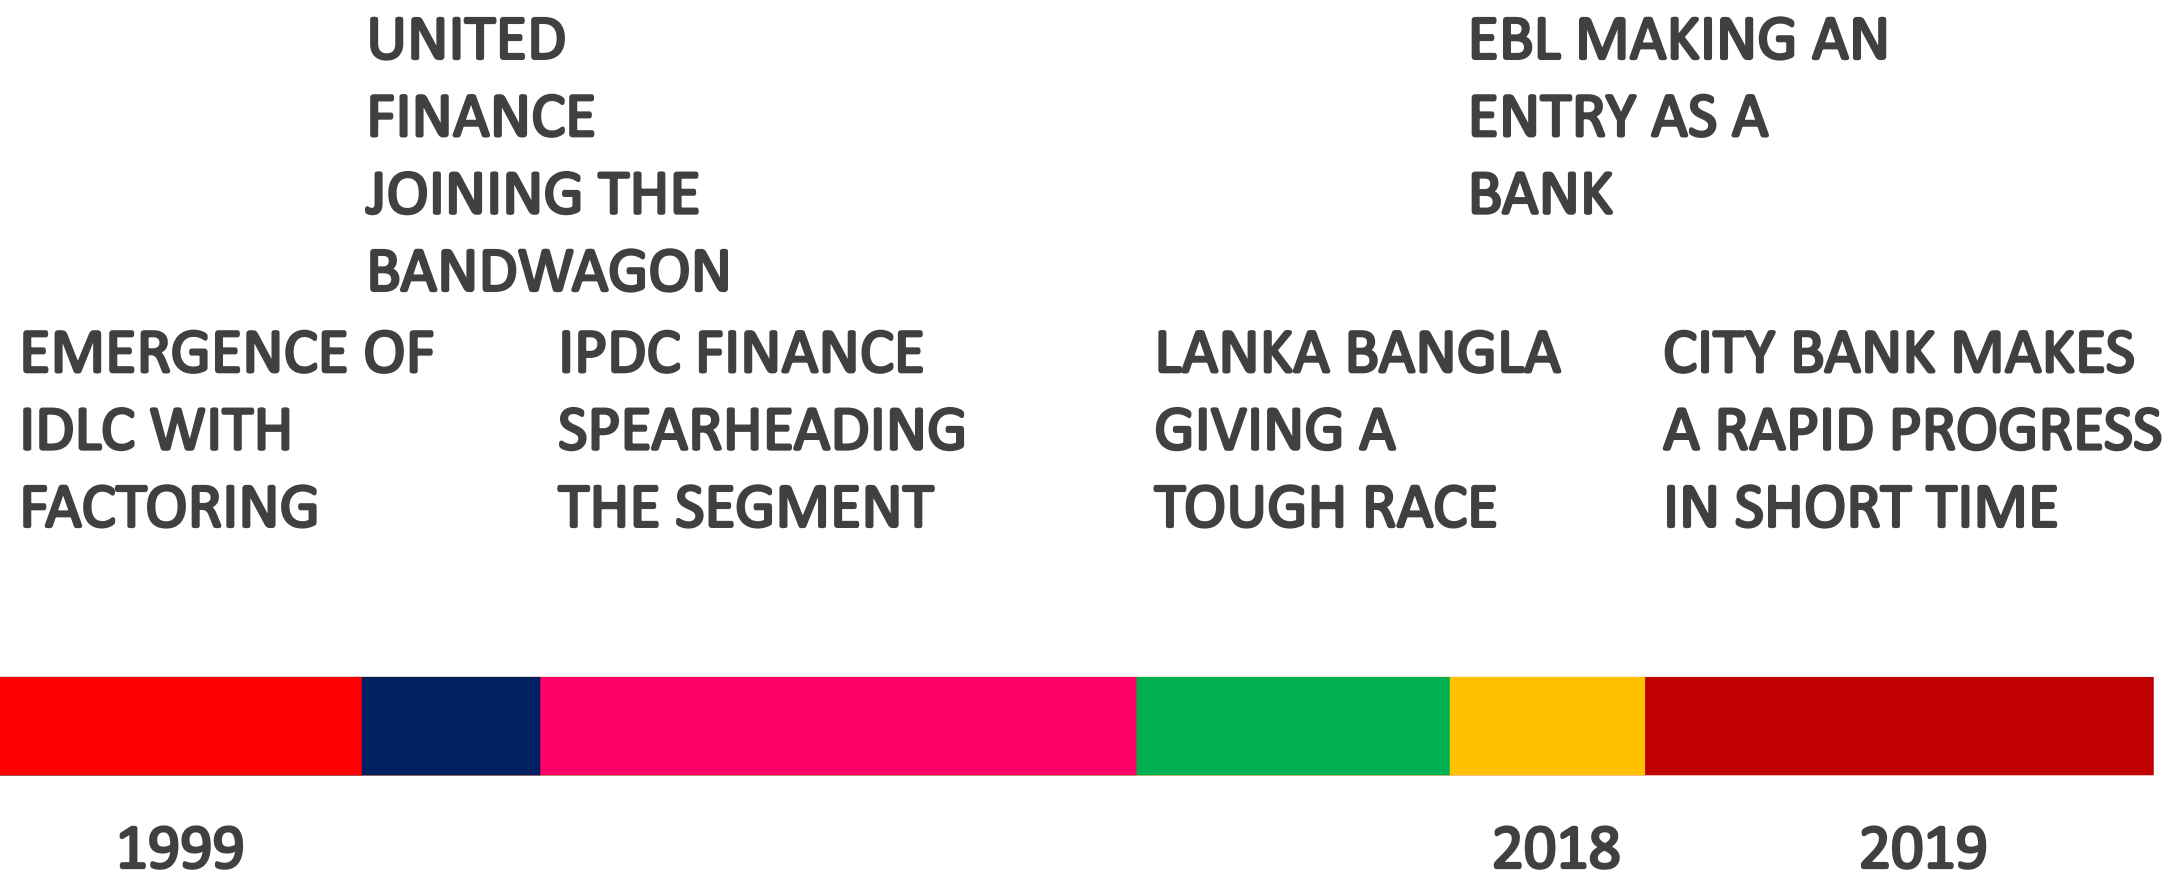 UNITED
FINANCE
JOINING THE
BANDWAGON
EBL MAKING AN
ENTRY AS A
BANK
EMERGENCE OF
IDLC WITH
FACTORING
IPDC FINANCE
SPEARHEADING
THE SEGMENT
LANKA BANGLA
GIVING A
TOUGH RACE
CITY BANK MAKES
A RAPID PROGRESS
IN SHORT TIME
1999
2018
2019